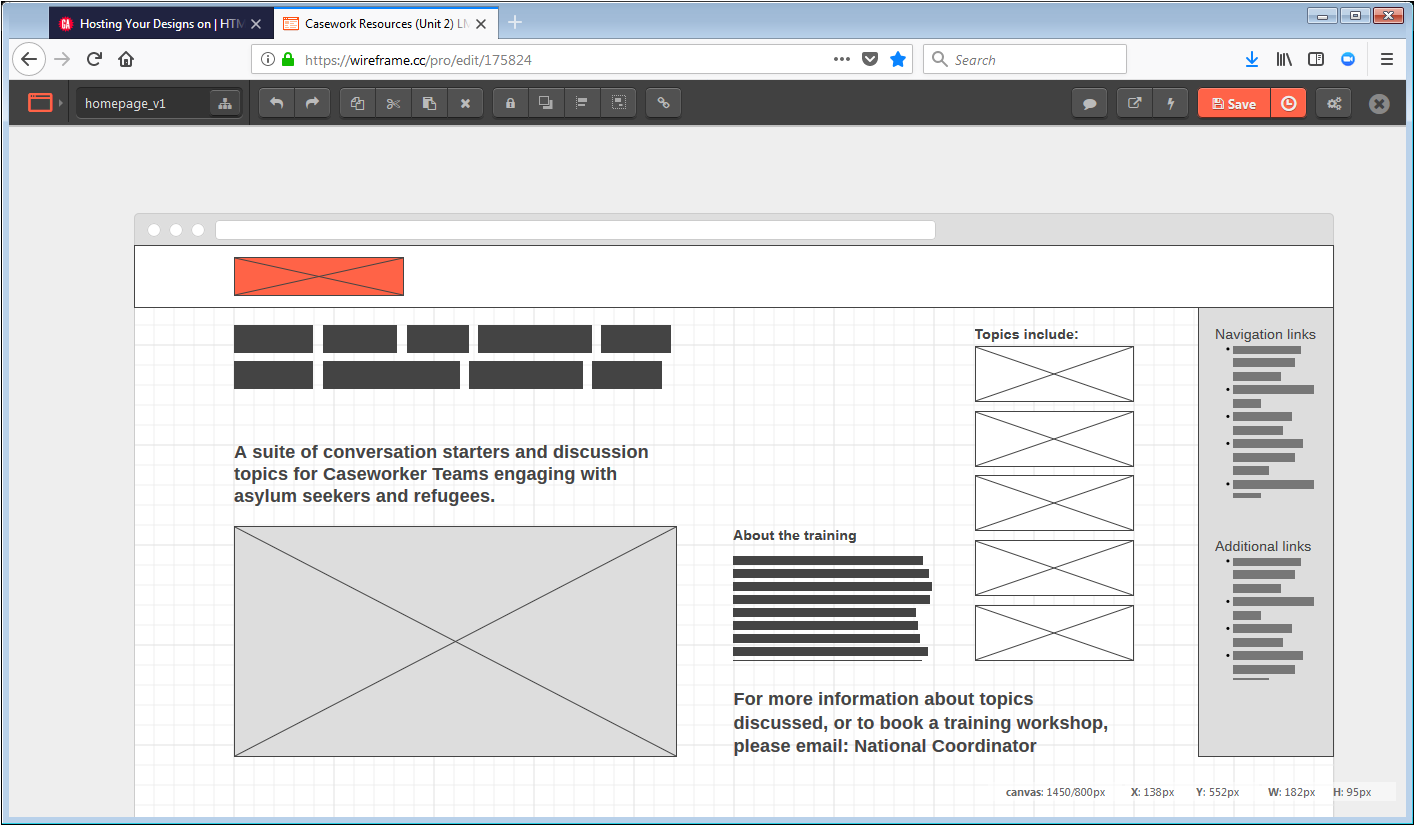 GA Hosting Your Designs on | HTM
Casework Resources (Unit 2) LM
https://wireframe.cc/pro/edit/175824
Search
homepage_v1
Save
Topics include:
Navigation links
A suite of conversation starters and discussion
topics for Caseworker Teams engaging with
asylum seekers and refugees.
About the training
Additional links
For more information about topics
discussed, or to book a training workshop,
please email: National Coordinator
canvas: 1450/800px X: 138px Y: 552px W: 182px H: 95px